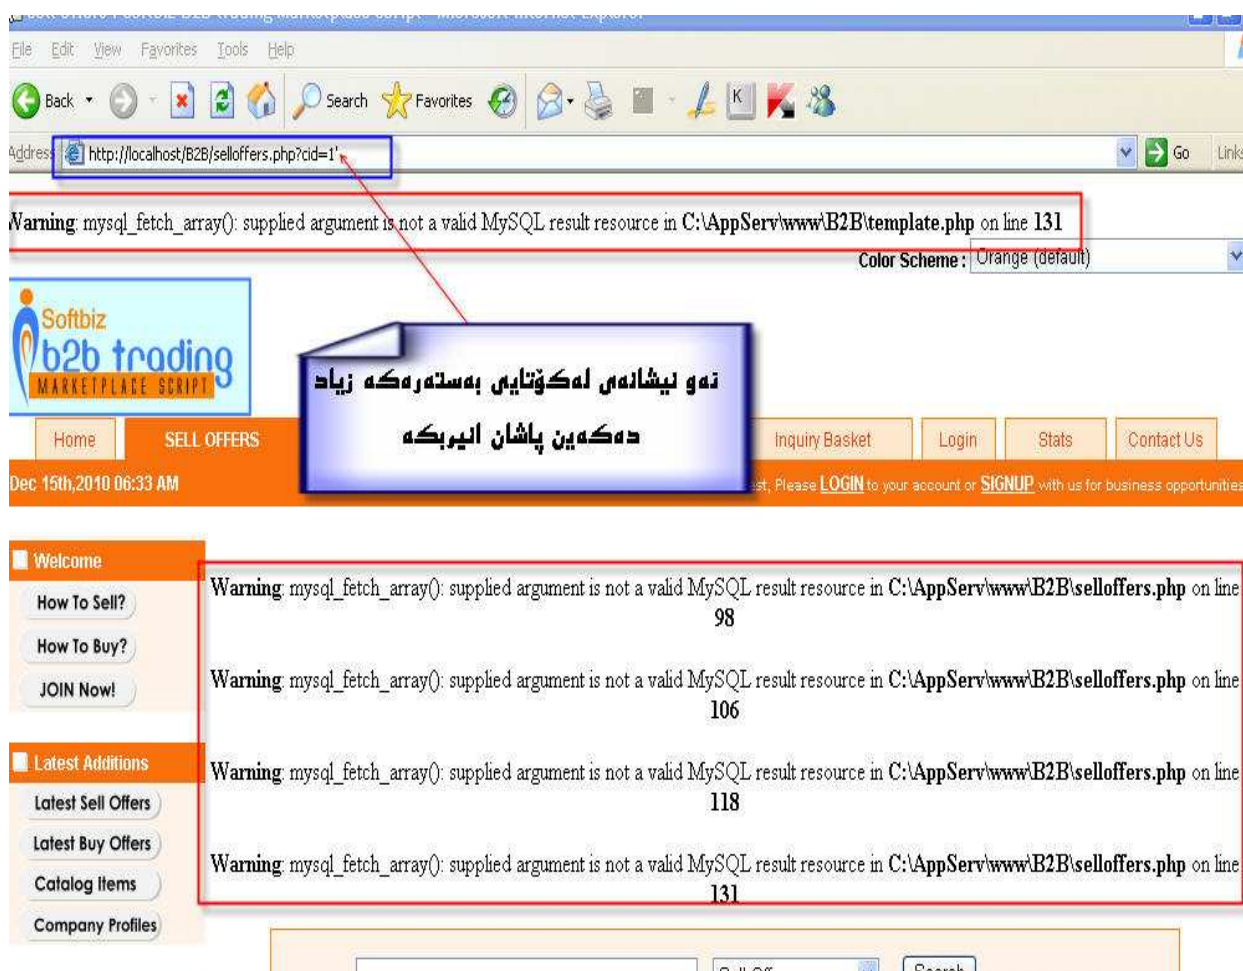 File Edit View Favorites Tools Help
Back Search Favorites K
Address http://localhost/B2B/selloffers.php?cid=1' Go Links
Warning: mysql_fetch_array(): supplied argument is not a valid MySQL result resource in C:\AppServ\www\B2B\template.php on line 131
Color Scheme : Orange (default)
Softbiz
b2b trading
MARKETPLACE SCRIPT
ئەو نیشانەی لەکۆتایی بەستەرەکە زیاد
دەکەین پاشان انیربکە
Home SELL OFFERS Inquiry Basket Login Stats Contact Us
Dec 15th,2010 06:33 AM Please LOGIN to your account or SIGNUP with us for business opportunities
Welcome
How To Sell?
How To Buy?
JOIN Now!
Warning: mysql_fetch_array(): supplied argument is not a valid MySQL result resource in C:\AppServ\www\B2B\selloffers.php on line
98
Warning: mysql_fetch_array(): supplied argument is not a valid MySQL result resource in C:\AppServ\www\B2B\selloffers.php on line
106
Warning: mysql_fetch_array(): supplied argument is not a valid MySQL result resource in C:\AppServ\www\B2B\selloffers.php on line
118
Warning: mysql_fetch_array(): supplied argument is not a valid MySQL result resource in C:\AppServ\www\B2B\selloffers.php on line
131
Latest Additions
Latest Sell Offers
Latest Buy Offers
Catalog Items
Company Profiles
Search